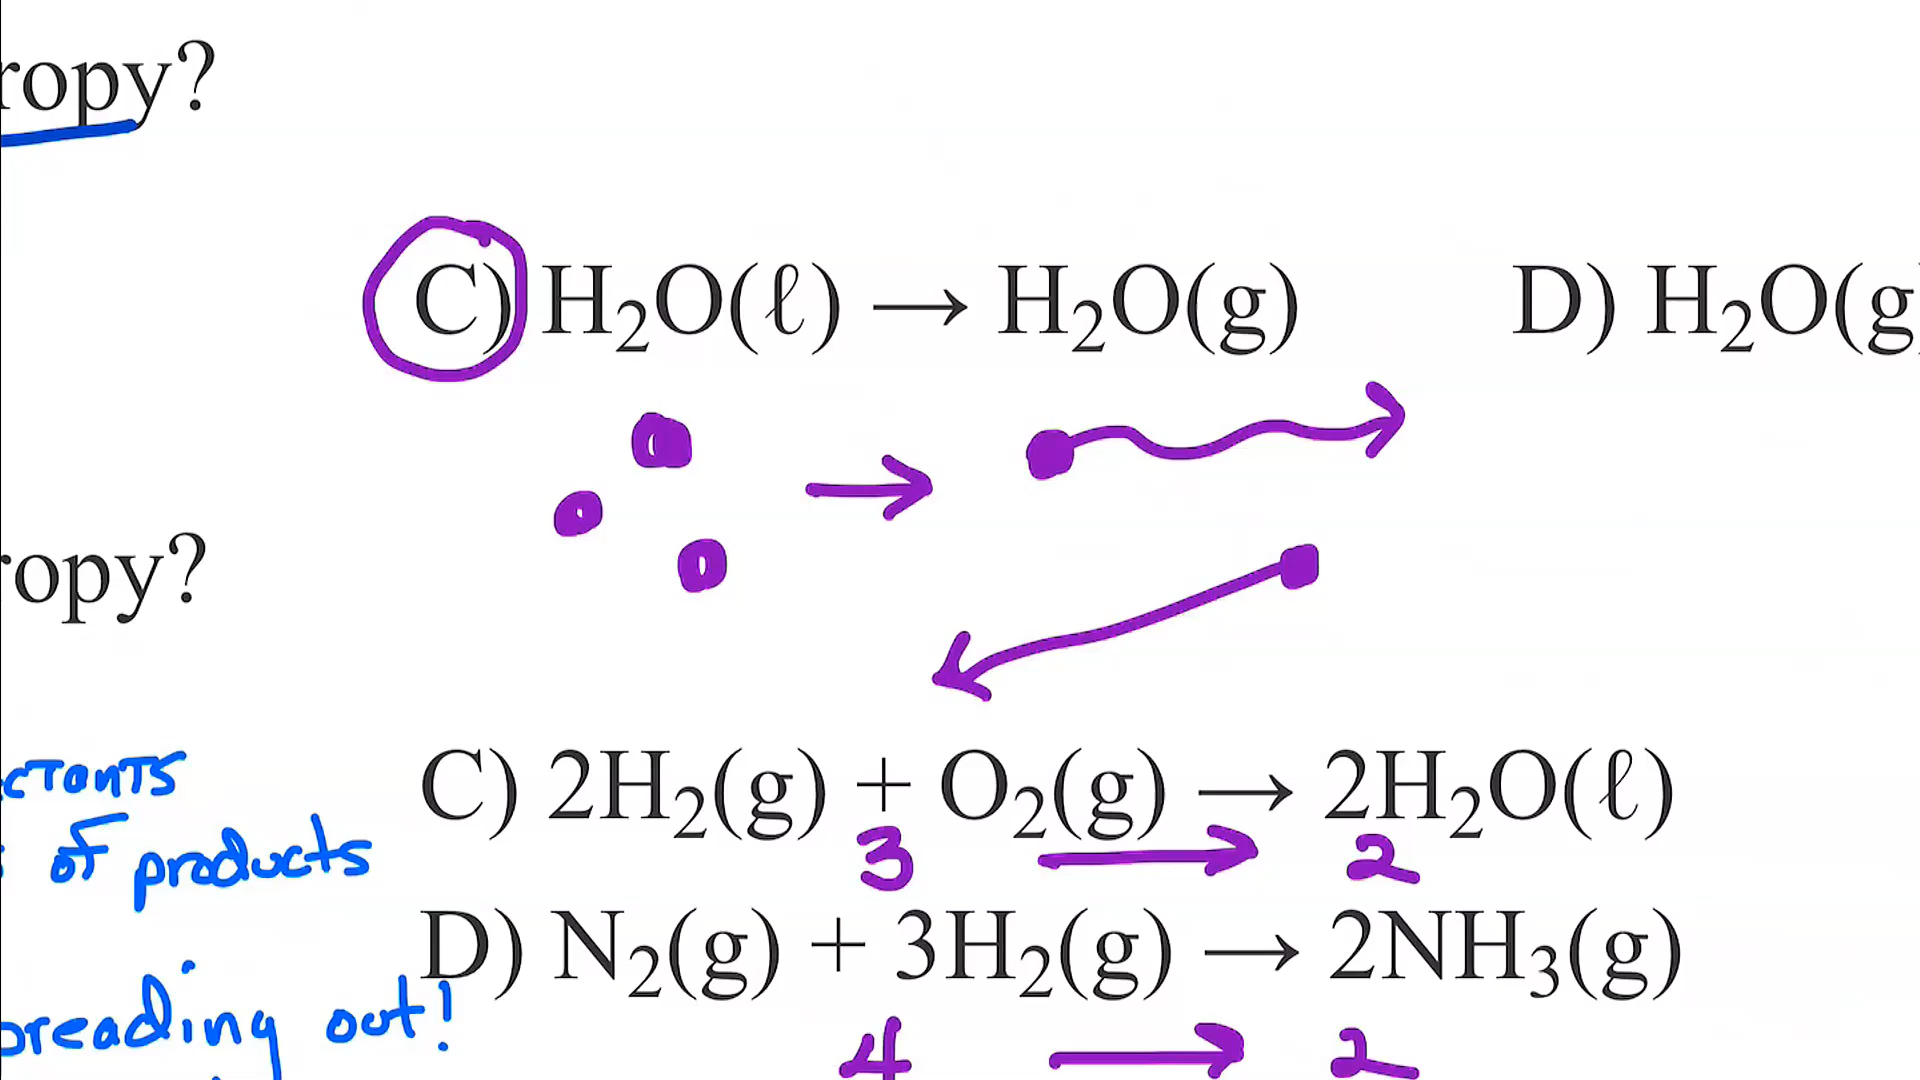 ropy?
C) H₂O(ℓ) → H₂O(g)
D) H₂O(g
ropy?
C) 2H₂(g) + O₂(g) → 2H₂O(ℓ)
3 → 2
D) N₂(g) + 3H₂(g) → 2NH₃(g)
4 → 2
ctants
of products
preading out!